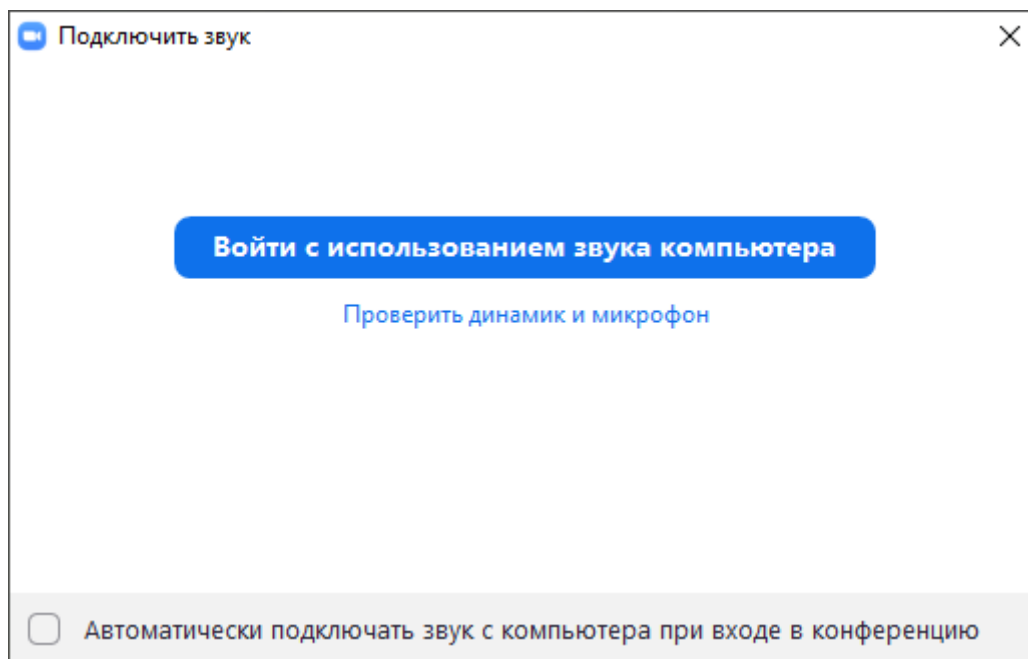 Подключить звук
Войти с использованием звука компьютера
Проверить динамик и микрофон
Автоматически подключать звук с компьютера при входе в конференцию